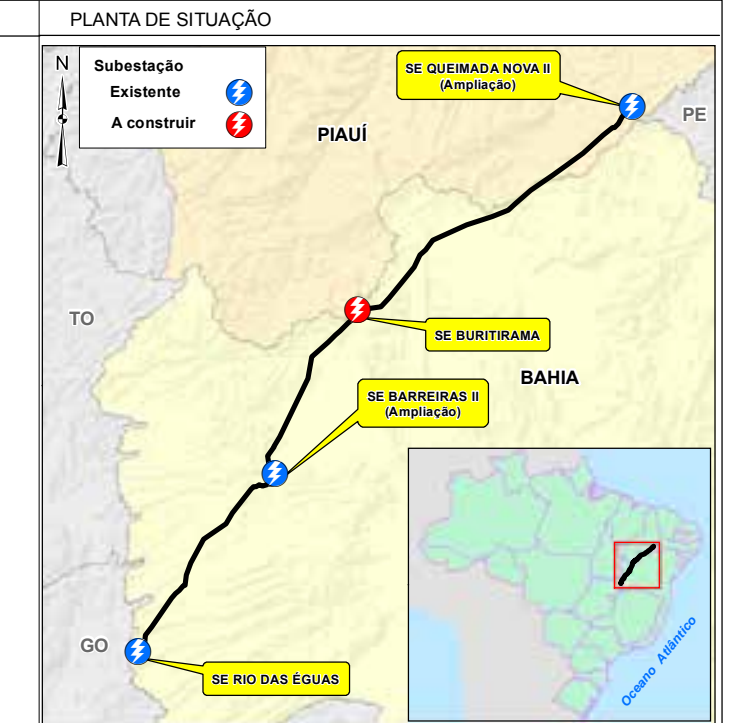 PLANTA DE SITUAÇÃO
N
Subestação
Existente
A construir
SE QUEIMADA NOVA II
(Ampliação)
PE
PIAUÍ
TO
SE BURITIRAMA
BAHIA
SE BARREIRAS II
(Ampliação)
GO
SE RIO DAS ÉGUAS
Oceano Atlântico